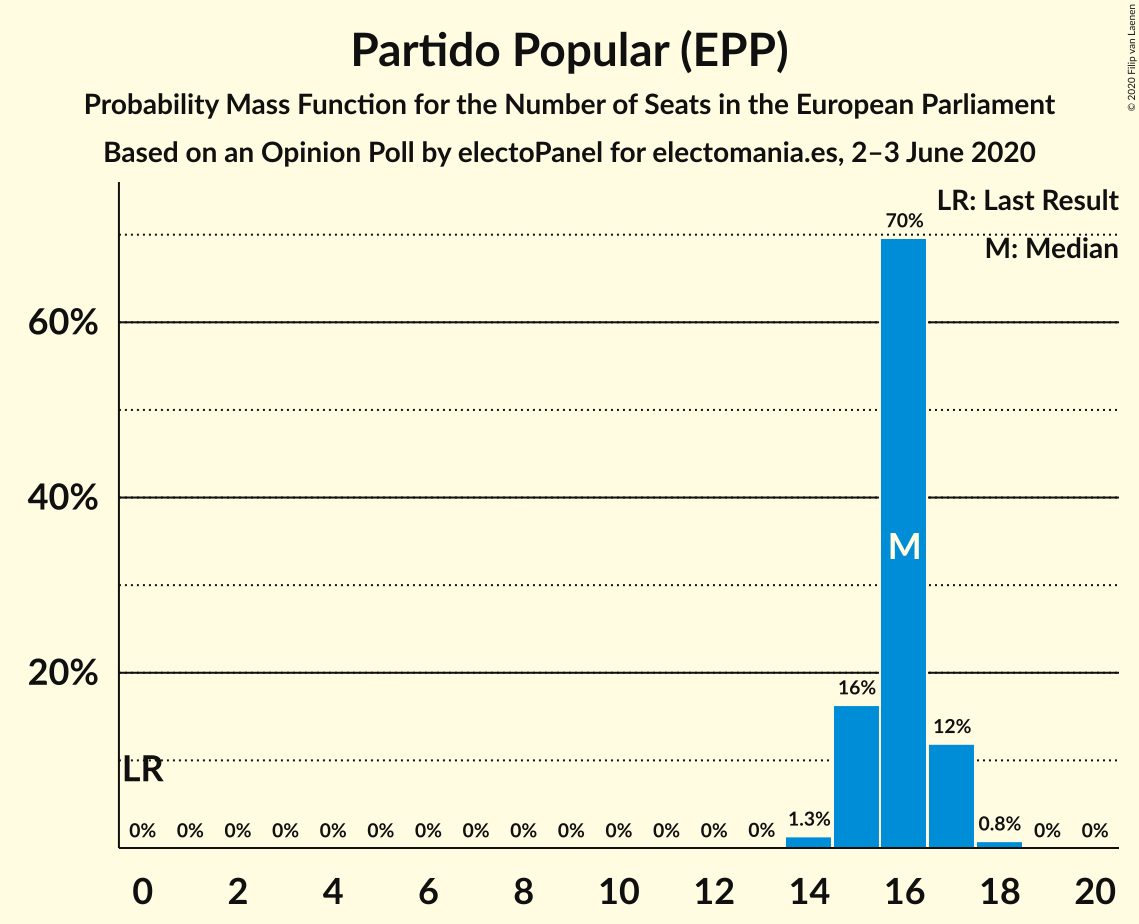 Partido Popular (EPP)
Probability Mass Function for the Number of Seats in the European Parliament
Based on an Opinion Poll by electoPanel for electomania.es, 2–3 June 2020
© 2020 Filip van Laenen
LR: Last Result
M: Median
60%
40%
20%
LR
M
0% 0% 0% 0% 0% 0% 0% 0% 0% 0% 0% 0% 0% 0% 1.3% 16% 70% 12% 0.8% 0% 0%
0 2 4 6 8 10 12 14 16 18 20